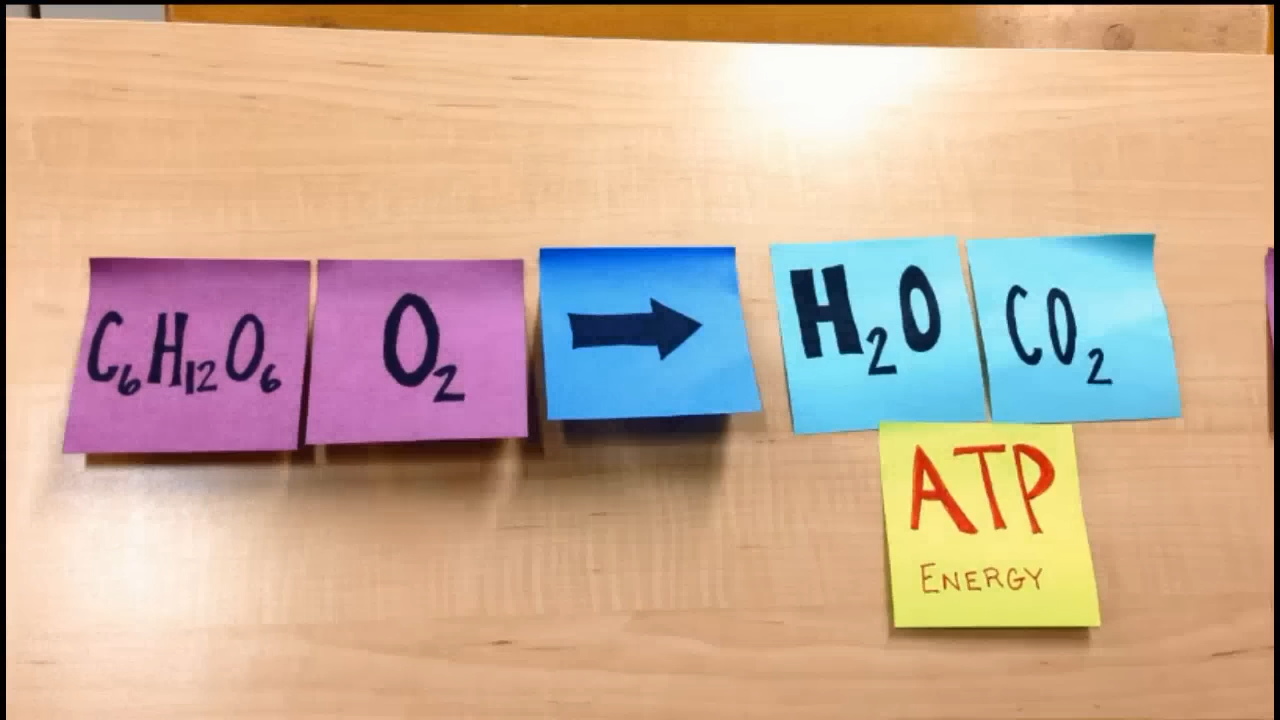 C₆H₁₂O₆ O₂ → H₂O CO₂
ATP
ENERGY